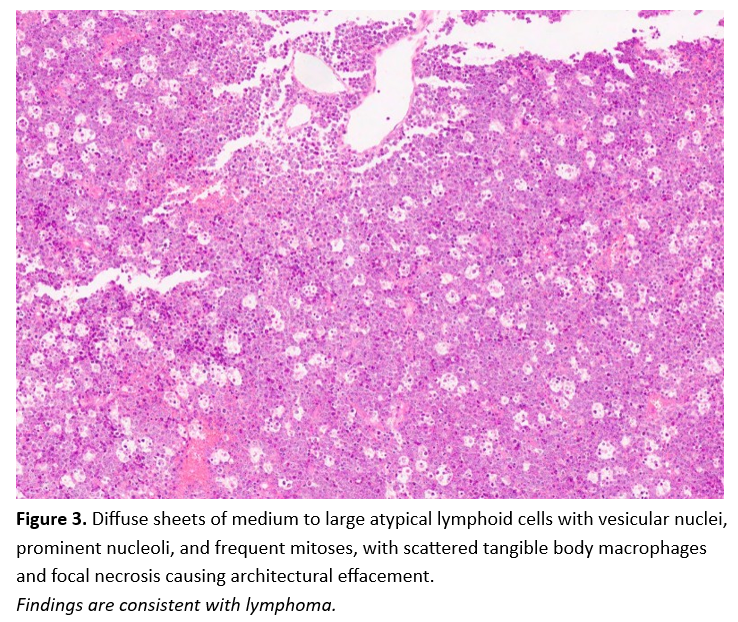 Figure 3. Diffuse sheets of medium to large atypical lymphoid cells with vesicular nuclei,
prominent nucleoli, and frequent mitoses, with scattered tangible body macrophages
and focal necrosis causing architectural effacement.
Findings are consistent with lymphoma.